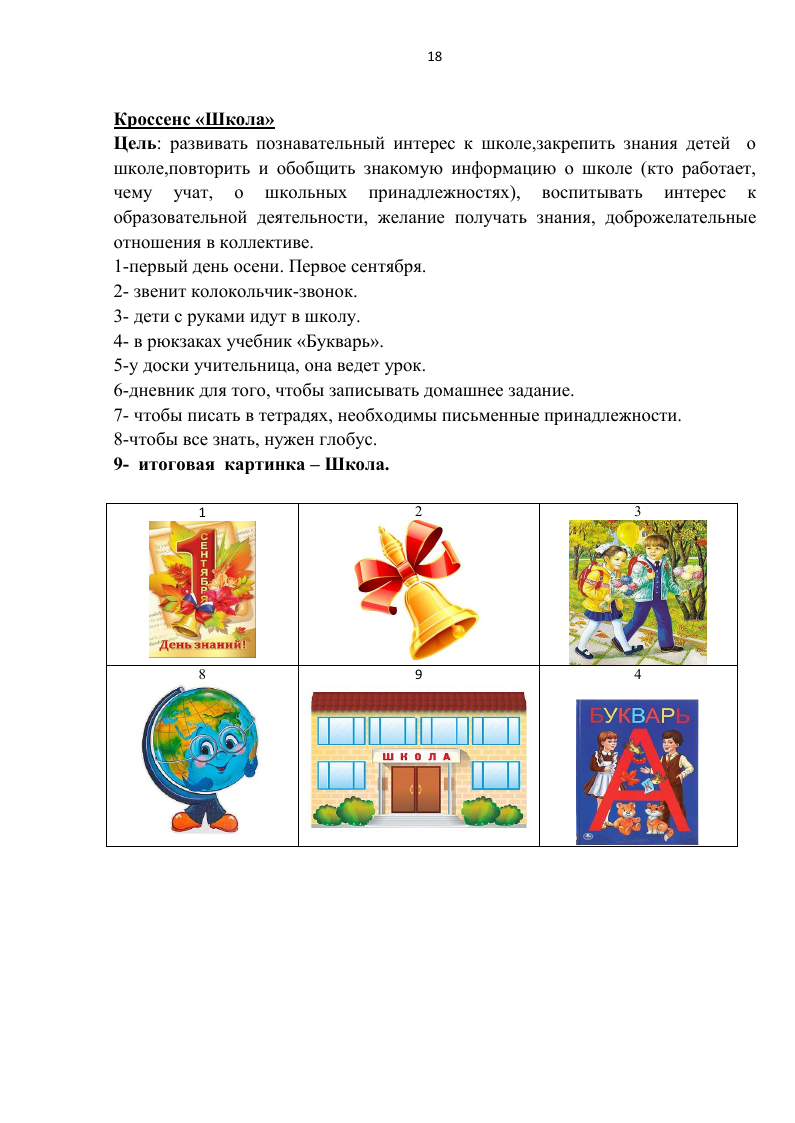 18
Кроссенс «Школа»
Цель: развивать познавательный интерес к школе,закрепить знания детей о
школе,повторить и обобщить знакомую информацию о школе (кто работает,
чему учат, о школьных принадлежностях), воспитывать интерес к
образовательной деятельности, желание получать знания, доброжелательные
отношения в коллективе.
1-первый день осени. Первое сентября.
2- звенит колокольчик-звонок.
3- дети с руками идут в школу.
4- в рюкзаках учебник «Букварь».
5-у доски учительница, она ведет урок.
6-дневник для того, чтобы записывать домашнее задание.
7- чтобы писать в тетрадях, необходимы письменные принадлежности.
8-чтобы все знать, нужен глобус.
9- итоговая картинка – Школа.
1
2
3
1 СЕНТЯБРЯ
День знаний!
8
9
4
ШКОЛА
БУКВАРЬ
А